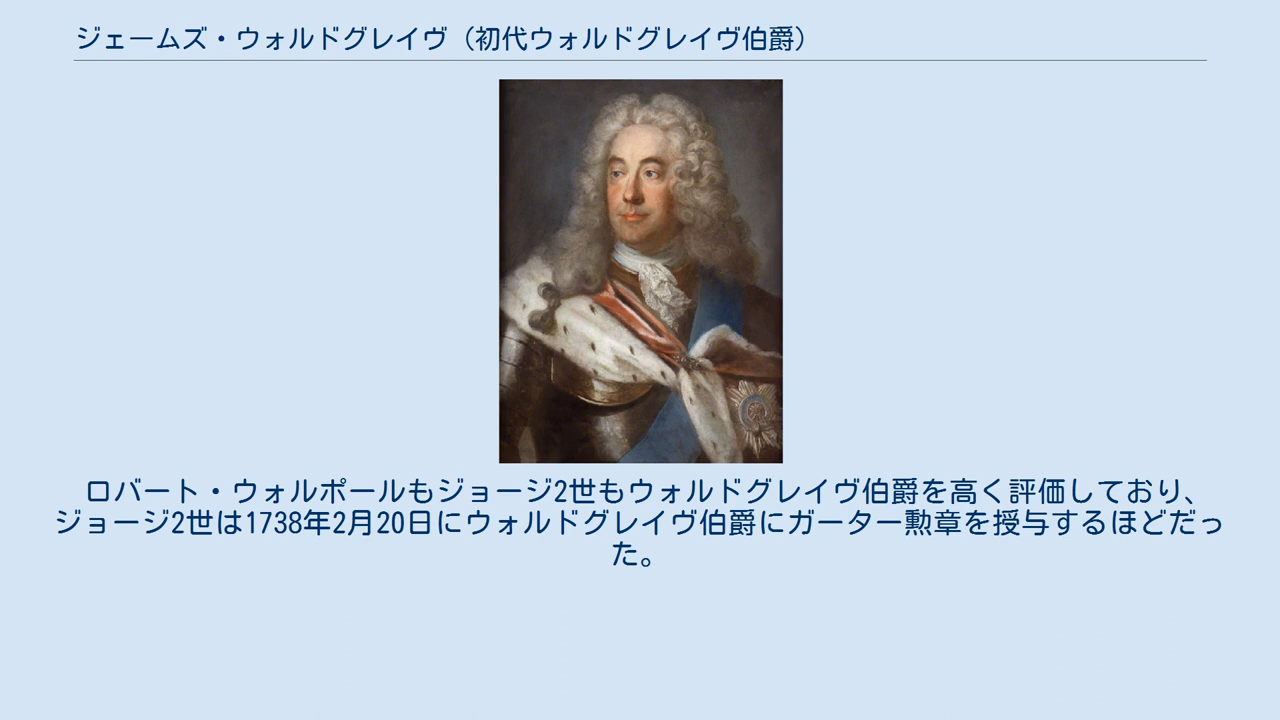 ジェームズ・ウォルドグレイヴ（初代ウォルドグレイヴ伯爵）
ロバート・ウォルポールもジョージ2世もウォルドグレイヴ伯爵を高く評価しており、
ジョージ2世は1738年2月20日にウォルドグレイヴ伯爵にガーター勲章を授与するほどだっ
た。